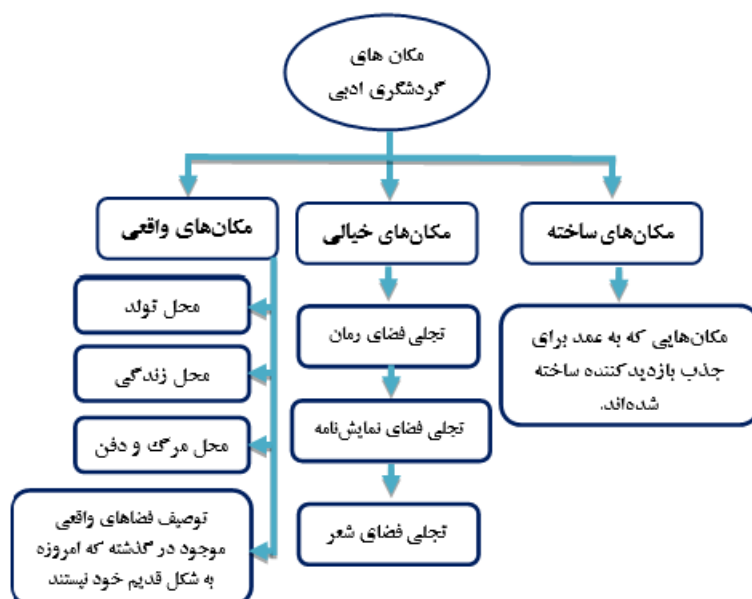 مکان های
گردشگری ادبی
مکان‌های ساخته
مکان‌های خیالی
مکان‌های واقعی
مکان‌هایی که به عمد برای
جذب بازدیدکننده ساخته
شده‌اند.
تجلی فضای رمان
تجلی فضای نمایش‌نامه
تجلی فضای شعر
محل تولد
محل زندگی
محل مرگ و دفن
توصیف فضاهای واقعی
موجود در گذشته که امروزه
به شکل قدیم خود نیستند